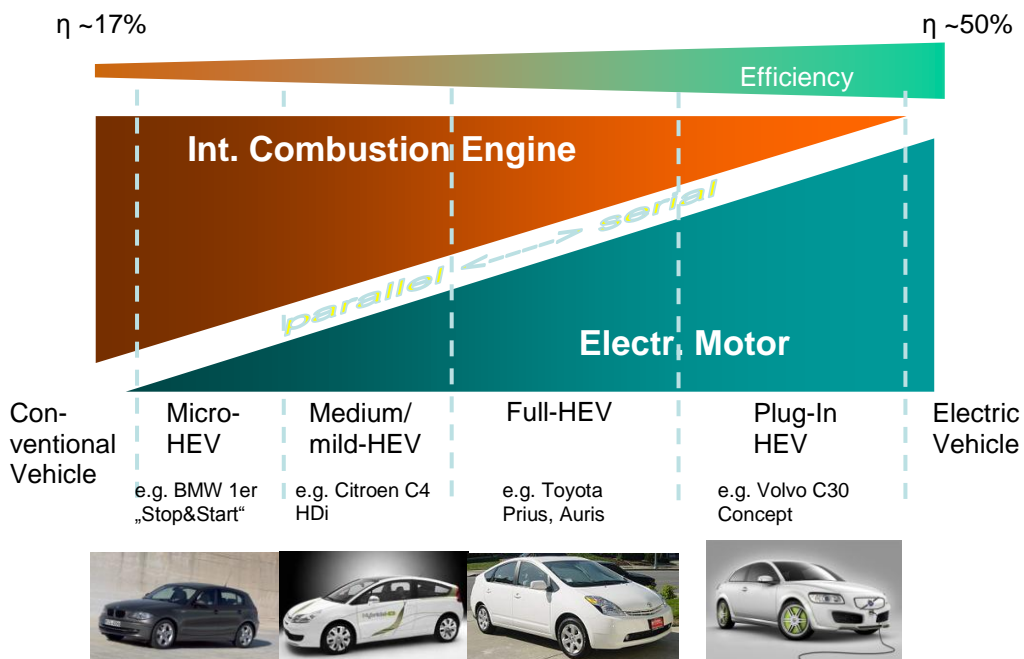 η ~17%
η ~50%
Efficiency
Int. Combustion Engine
parallel <----> serial
Electr. Motor
Con-
ventional
Vehicle
Micro-
HEV
Medium/
mild-HEV
Full-HEV
Plug-In
HEV
Electric
Vehicle
e.g. BMW 1er
„Stop&Start“
e.g. Citroen C4
HDi
e.g. Toyota
Prius, Auris
e.g. Volvo C30
Concept